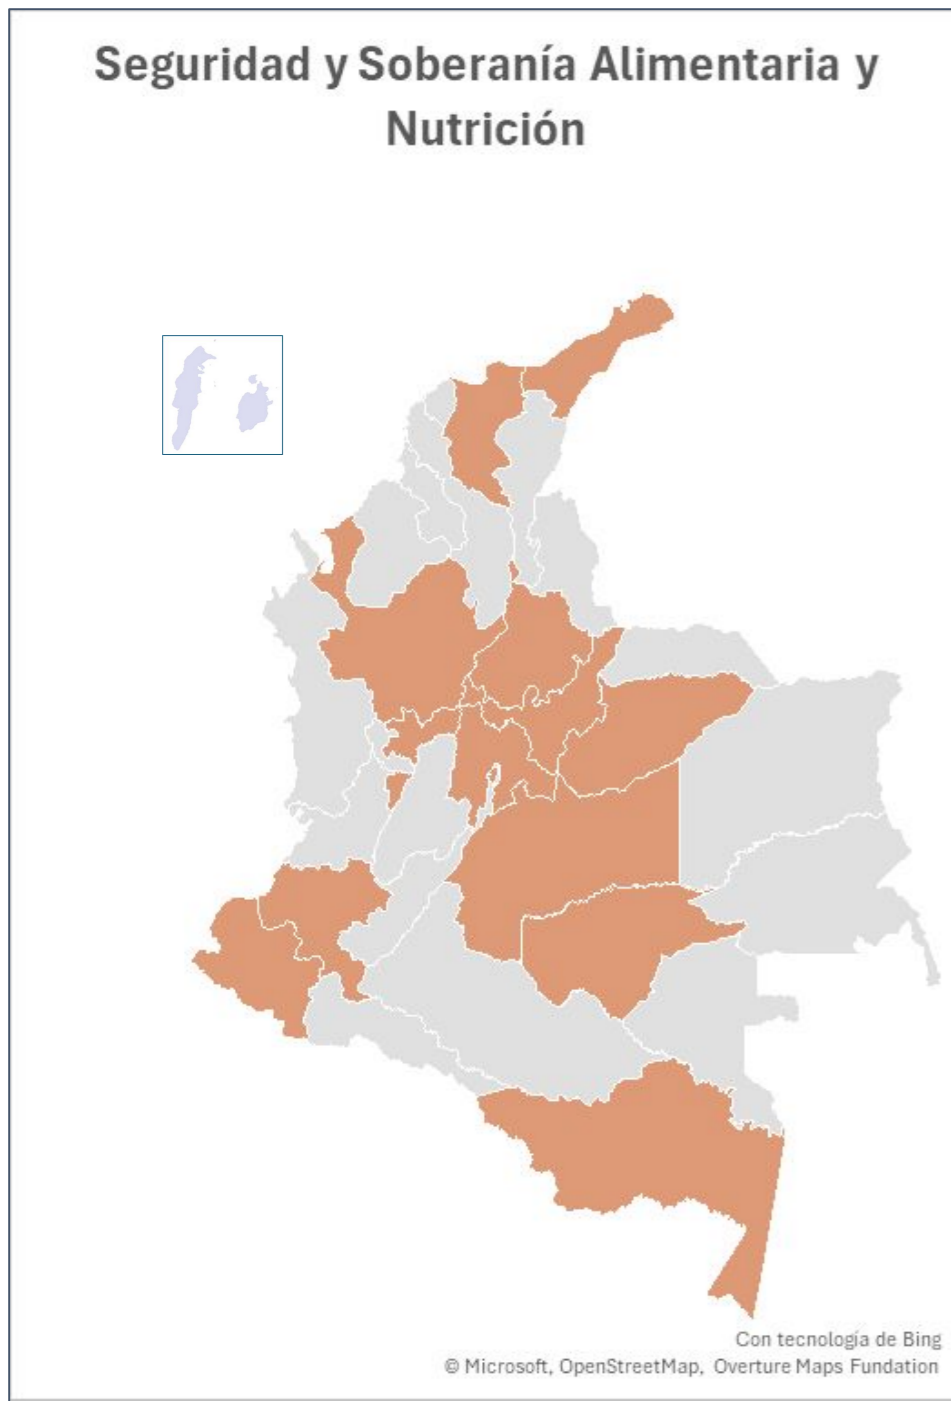 Seguridad y Soberanía Alimentaria y
Nutrición
Con tecnología de Bing
© Microsoft, OpenStreetMap, Overture Maps Fundation